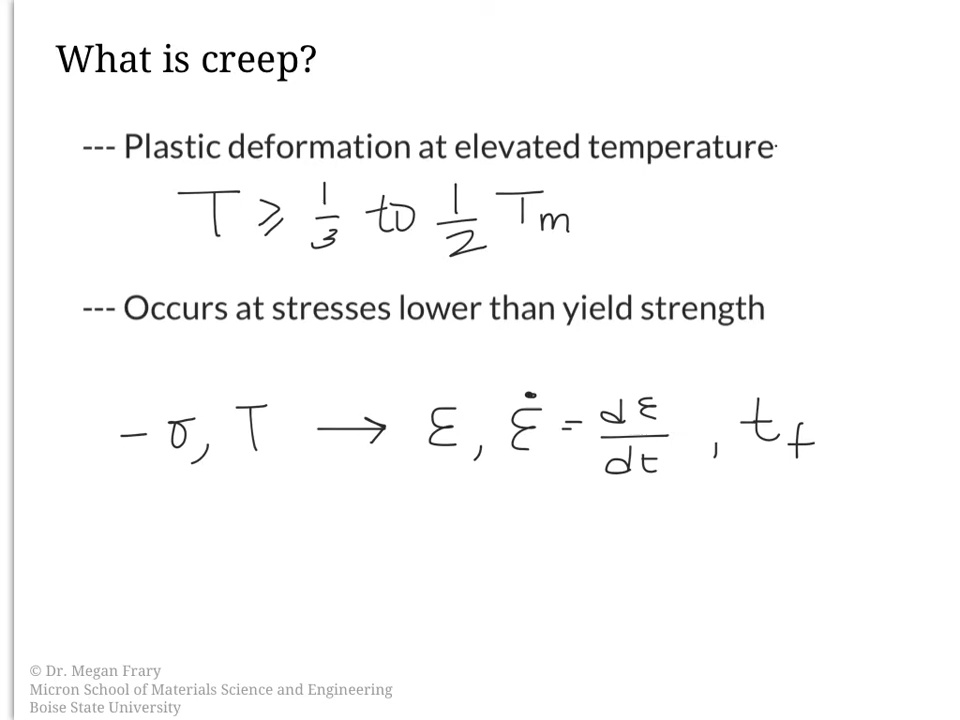 What is creep?
--- Plastic deformation at elevated temperature
T ⩾ 1/3 to 1/2 Tm
--- Occurs at stresses lower than yield strength
- σ, T → ε, ε̇ = dε/dt , tf
© Dr. Megan Frary
Micron School of Materials Science and Engineering
Boise State University